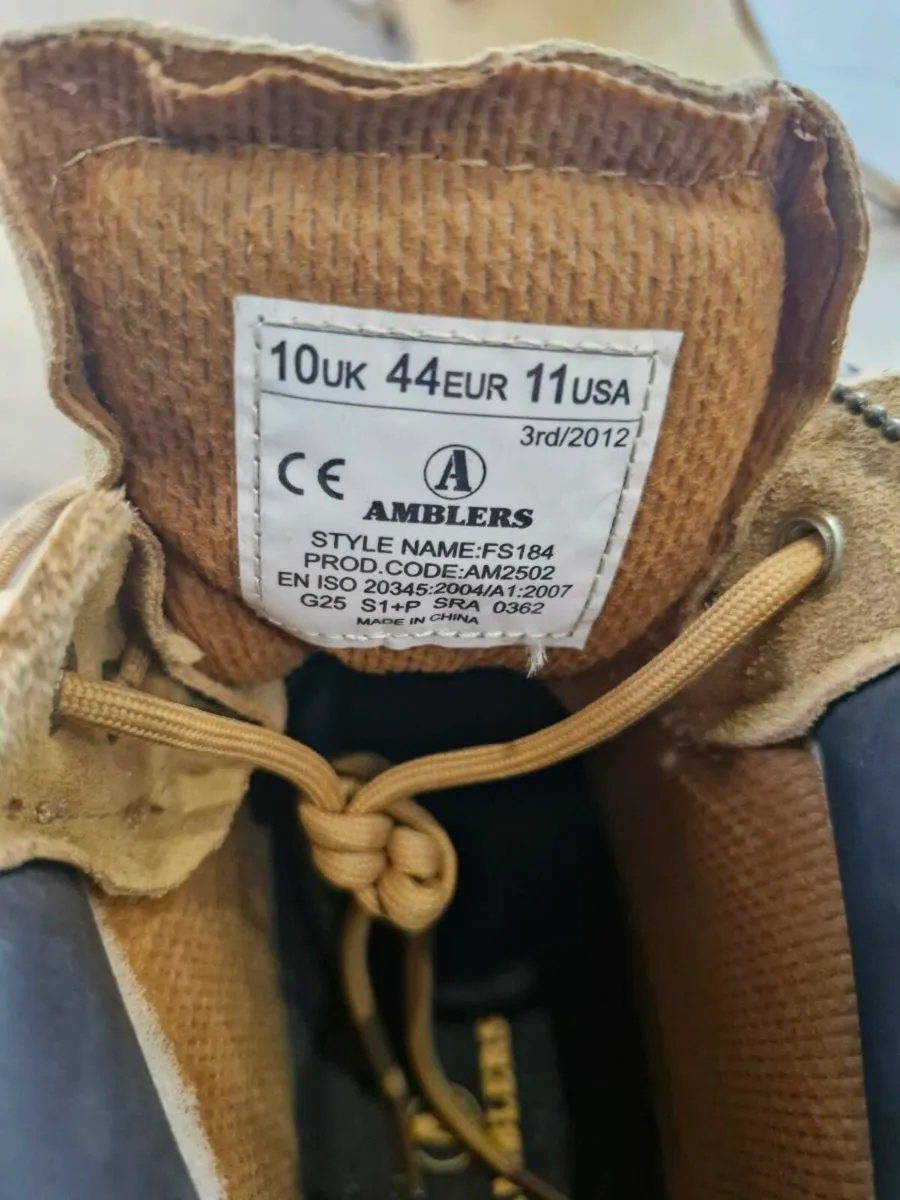 10UK 44EUR 11USA
3rd/2012
CE A
AMBLERS
STYLE NAME:FS184
PROD.CODE:AM2502
EN ISO 20345:2004/A1:2007
G25 S1+P SRA 0362
MADE IN CHINA